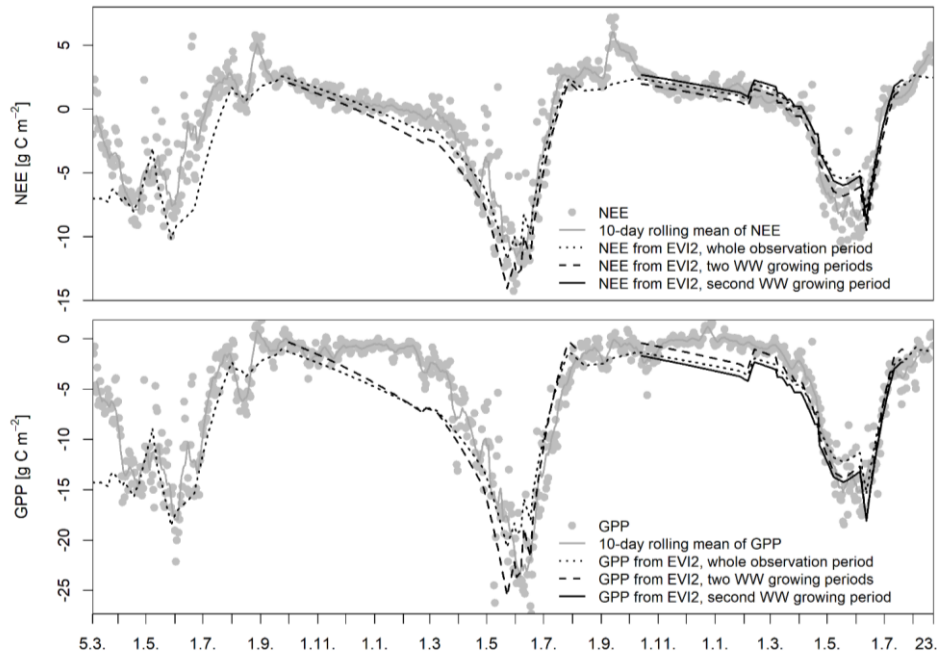 5
0
-5
-10
-15
NEE [g C m⁻²]
NEE
10-day rolling mean of NEE
NEE from EVI2, whole observation period
NEE from EVI2, two WW growing periods
NEE from EVI2, second WW growing period
0
-5
-10
-15
-20
-25
GPP [g C m⁻²]
GPP
10-day rolling mean of GPP
GPP from EVI2, whole observation period
GPP from EVI2, two WW growing periods
GPP from EVI2, second WW growing period
5.3. 1.5. 1.7. 1.9. 1.11. 1.1. 1.3. 1.5. 1.7. 1.9. 1.11. 1.1. 1.3. 1.5. 1.7. 23.